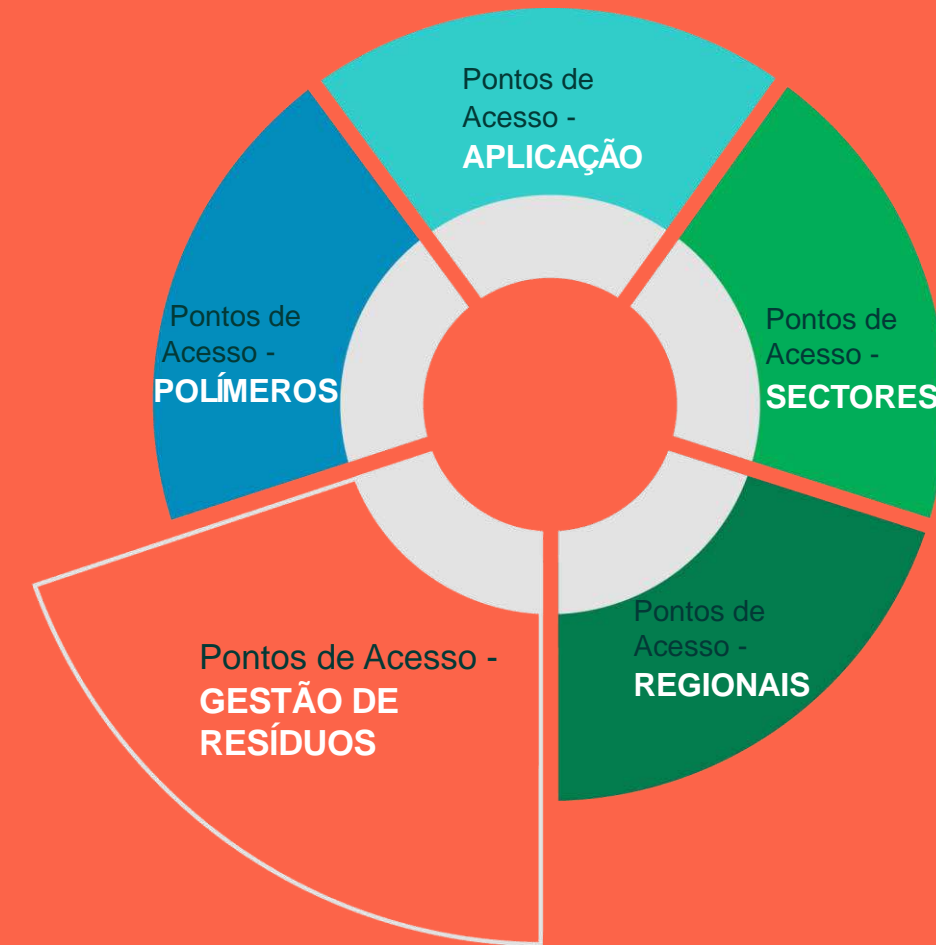 Pontos de
Acesso -
APLICAÇÃO
Pontos de
Acesso -
POLÍMEROS
Pontos de
Acesso -
SECTORES
Pontos de
Acesso -
REGIONAIS
Pontos de Acesso -
GESTÃO DE
RESÍDUOS